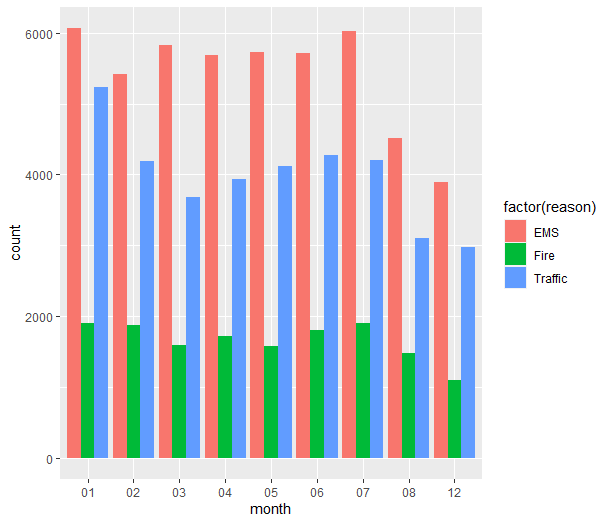 6000
4000
2000
0
count
01 02 03 04 05 06 07 08 12
month
factor(reason)
EMS
Fire
Traffic